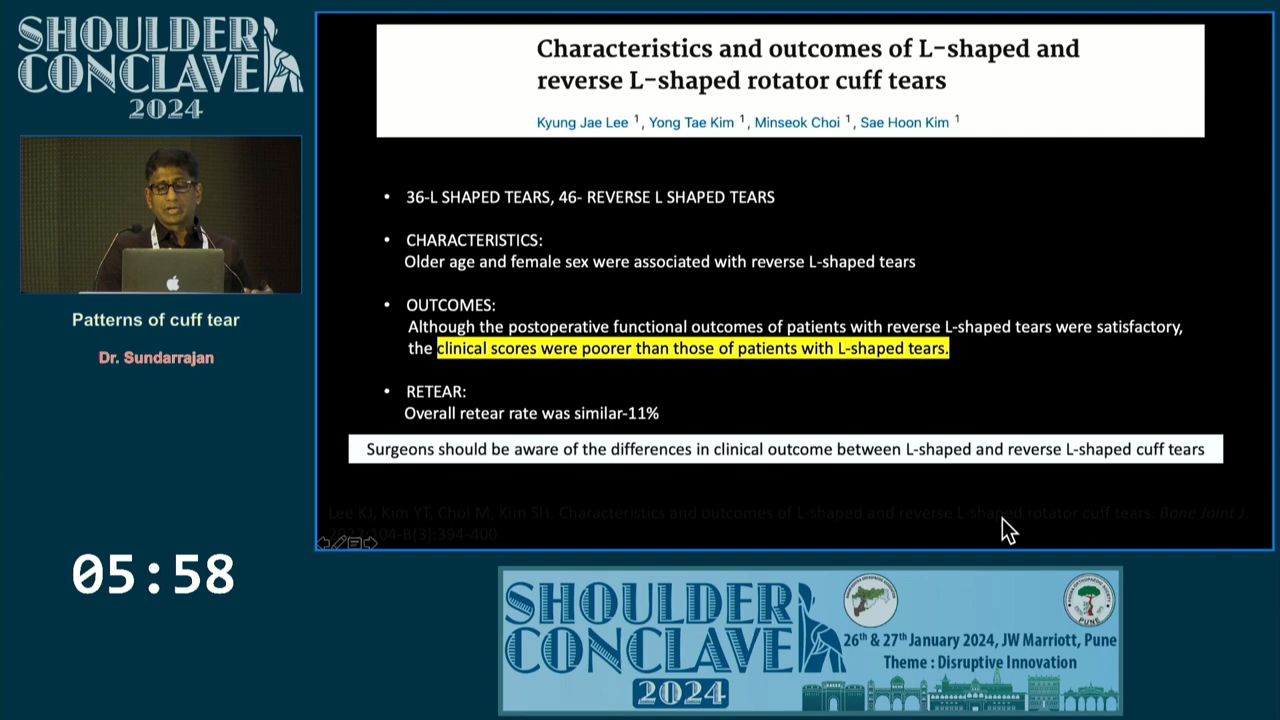 SHOULDER
CONCLAVE
2024
Patterns of cuff tear
Dr. Sundarrajan
05:58
Characteristics and outcomes of L-shaped and
reverse L-shaped rotator cuff tears
Kyung Jae Lee 1, Yong Tae Kim 1, Minseok Choi 1, Sae Hoon Kim 1
• 36-L SHAPED TEARS, 46- REVERSE L SHAPED TEARS
• CHARACTERISTICS:
Older age and female sex were associated with reverse L-shaped tears
• OUTCOMES:
Although the postoperative functional outcomes of patients with reverse L-shaped tears were satisfactory,
the clinical scores were poorer than those of patients with L-shaped tears.
• RETEAR:
Overall retear rate was similar-11%
Surgeons should be aware of the differences in clinical outcome between L-shaped and reverse L-shaped cuff tears
Lee KJ, Kim YT, Choi M, Kim SH. Characteristics and outcomes of L-shaped and reverse L-shaped rotator cuff tears. Bone Joint J.
04-B(3):394-400.
SHOULDER
CONCLAVE
2024
26th & 27th January 2024, JW Marriott, Pune
Theme : Disruptive Innovation
PUNE